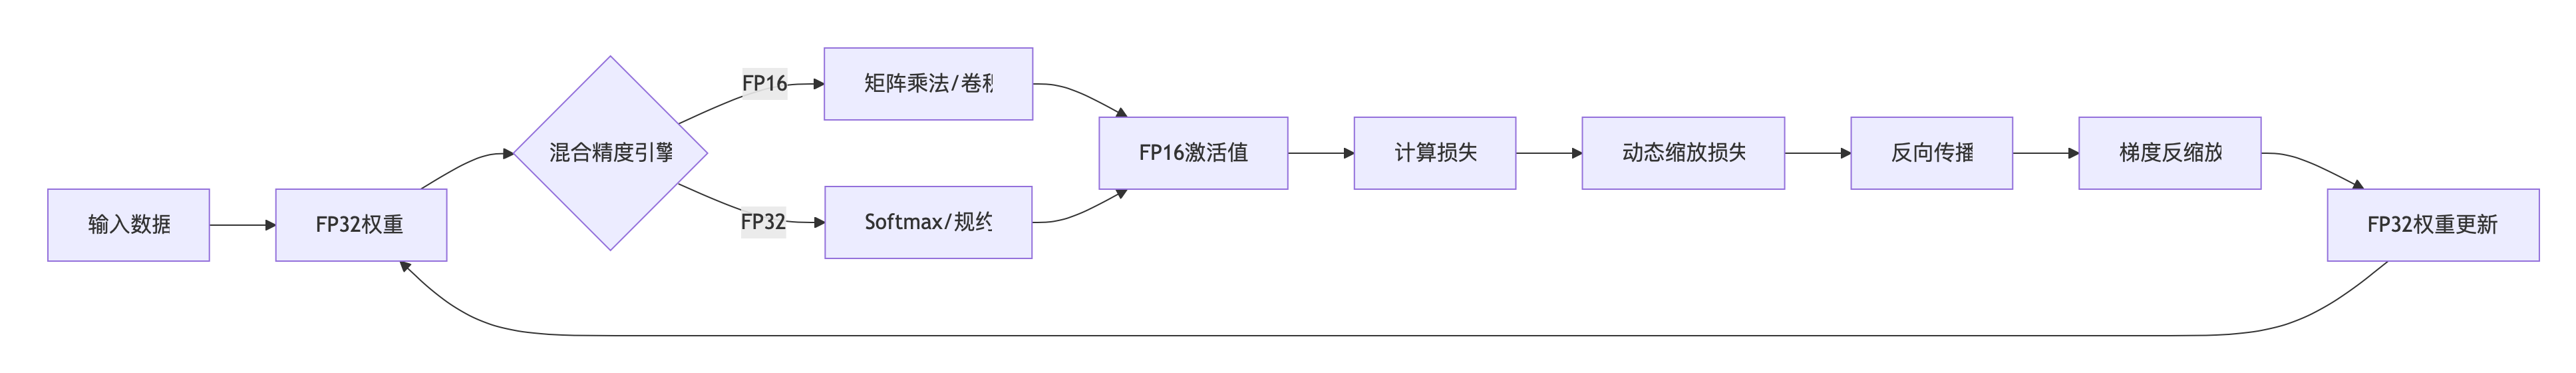 输入数据
FP32权重
混合精度引擎
FP16
矩阵乘法/卷积
FP32
Softmax/规约
FP16激活值
计算损失
动态缩放损失
反向传播
梯度反缩放
FP32权重更新